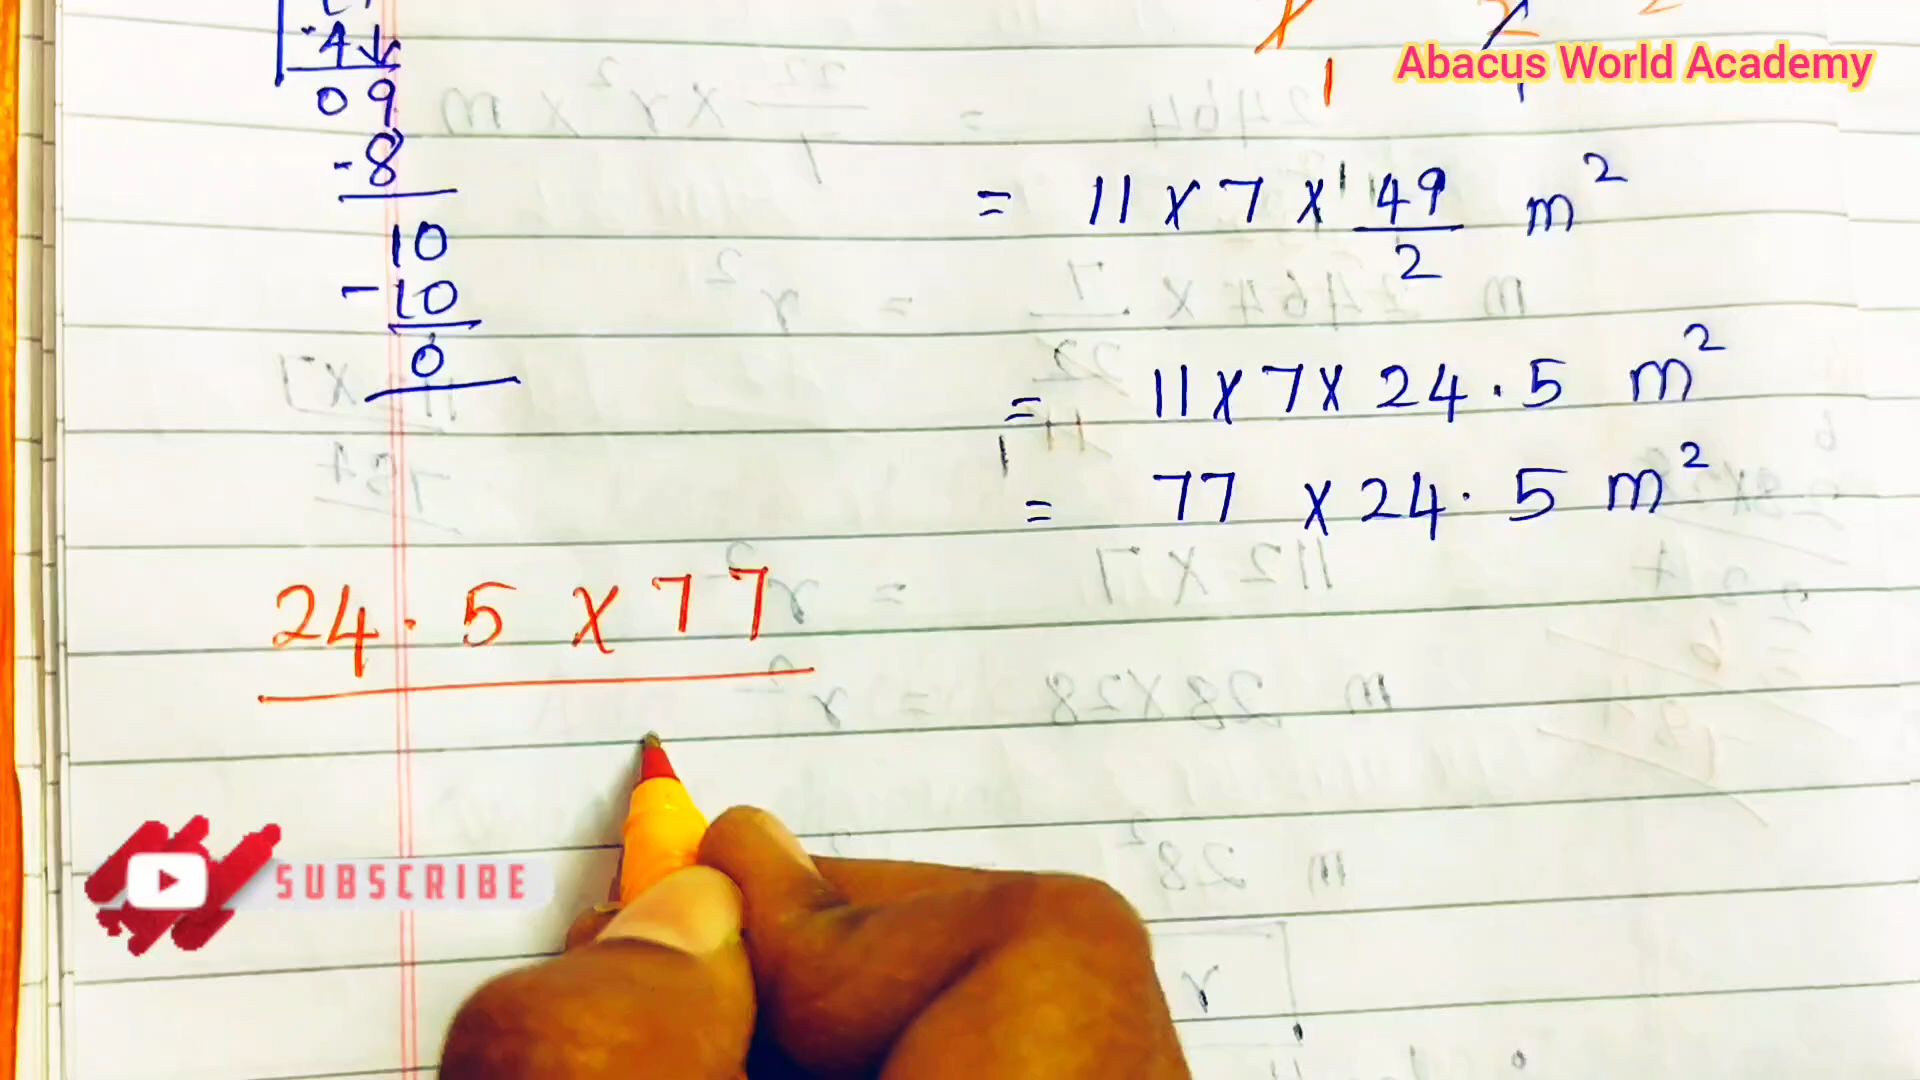 Abacus World Academy
-4↓
09
-8
10
-10
0
= 11 x 7 x 49/2 m²
= 11 x 7 x 24.5 m²
= 77 x 24.5 m²
24.5 x 77
SUBSCRIBE